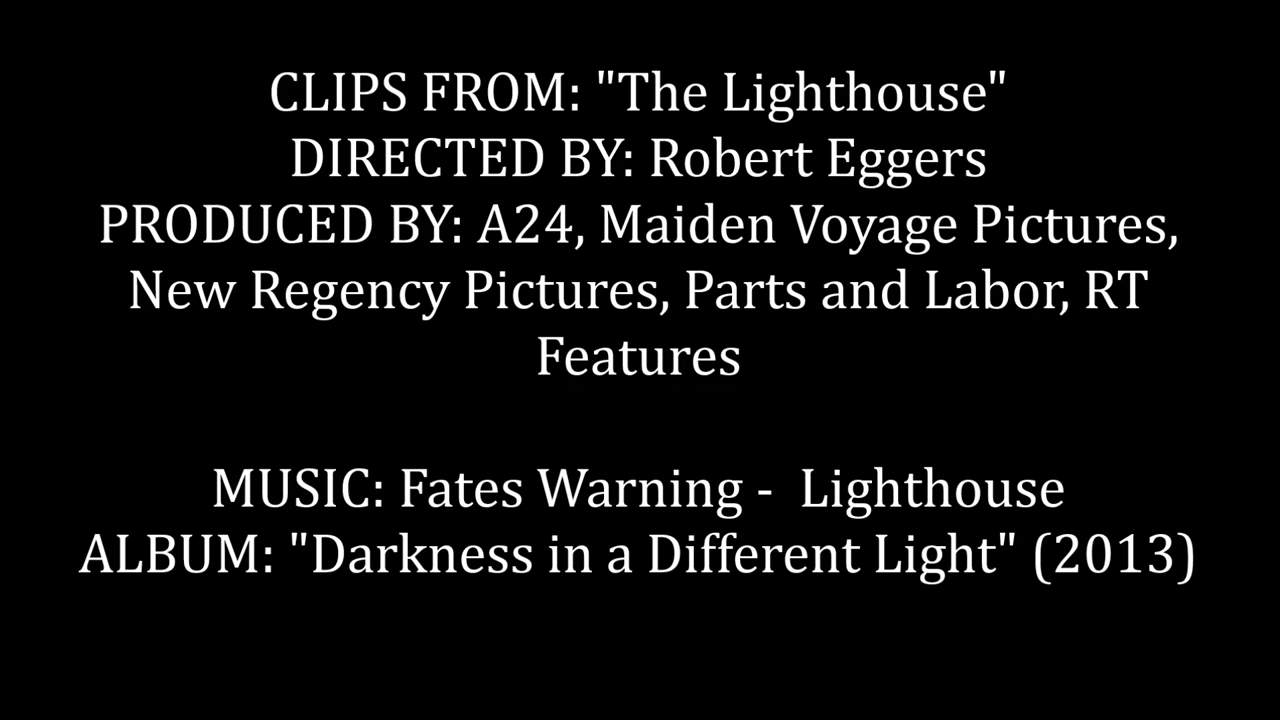 CLIPS FROM: "The Lighthouse"
DIRECTED BY: Robert Eggers
PRODUCED BY: A24, Maiden Voyage Pictures,
New Regency Pictures, Parts and Labor, RT
Features
MUSIC: Fates Warning -  Lighthouse
ALBUM: "Darkness in a Different Light" (2013)